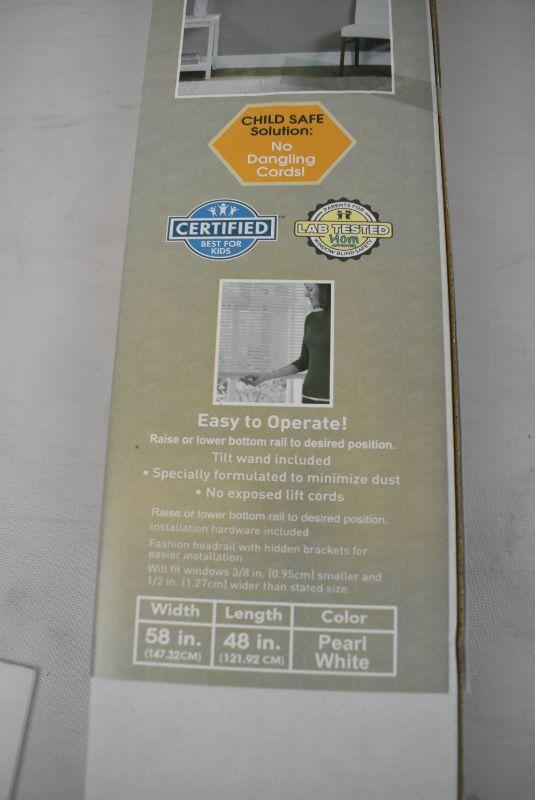 CHILD SAFE
Solution:
No
Dangling
Cords!
CERTIFIED™
BEST FOR
KIDS
PARENTS FOR
LAB TESTED
Mom
APPROVED
WINDOW BLIND SAFETY
Easy to Operate!
Raise or lower bottom rail to desired position.
Tilt wand included
• Specially formulated to minimize dust
• No exposed lift cords
Raise or lower bottom rail to desired position.
Installation hardware included
Fashion headrail with hidden brackets for
easier installation
Will fit windows 3/8 in. (0.95cm) smaller and
1/2 in. (1.27cm) wider than stated size.
Width Length Color
58 in. 48 in. Pearl
(147.32CM) (121.92 CM) White